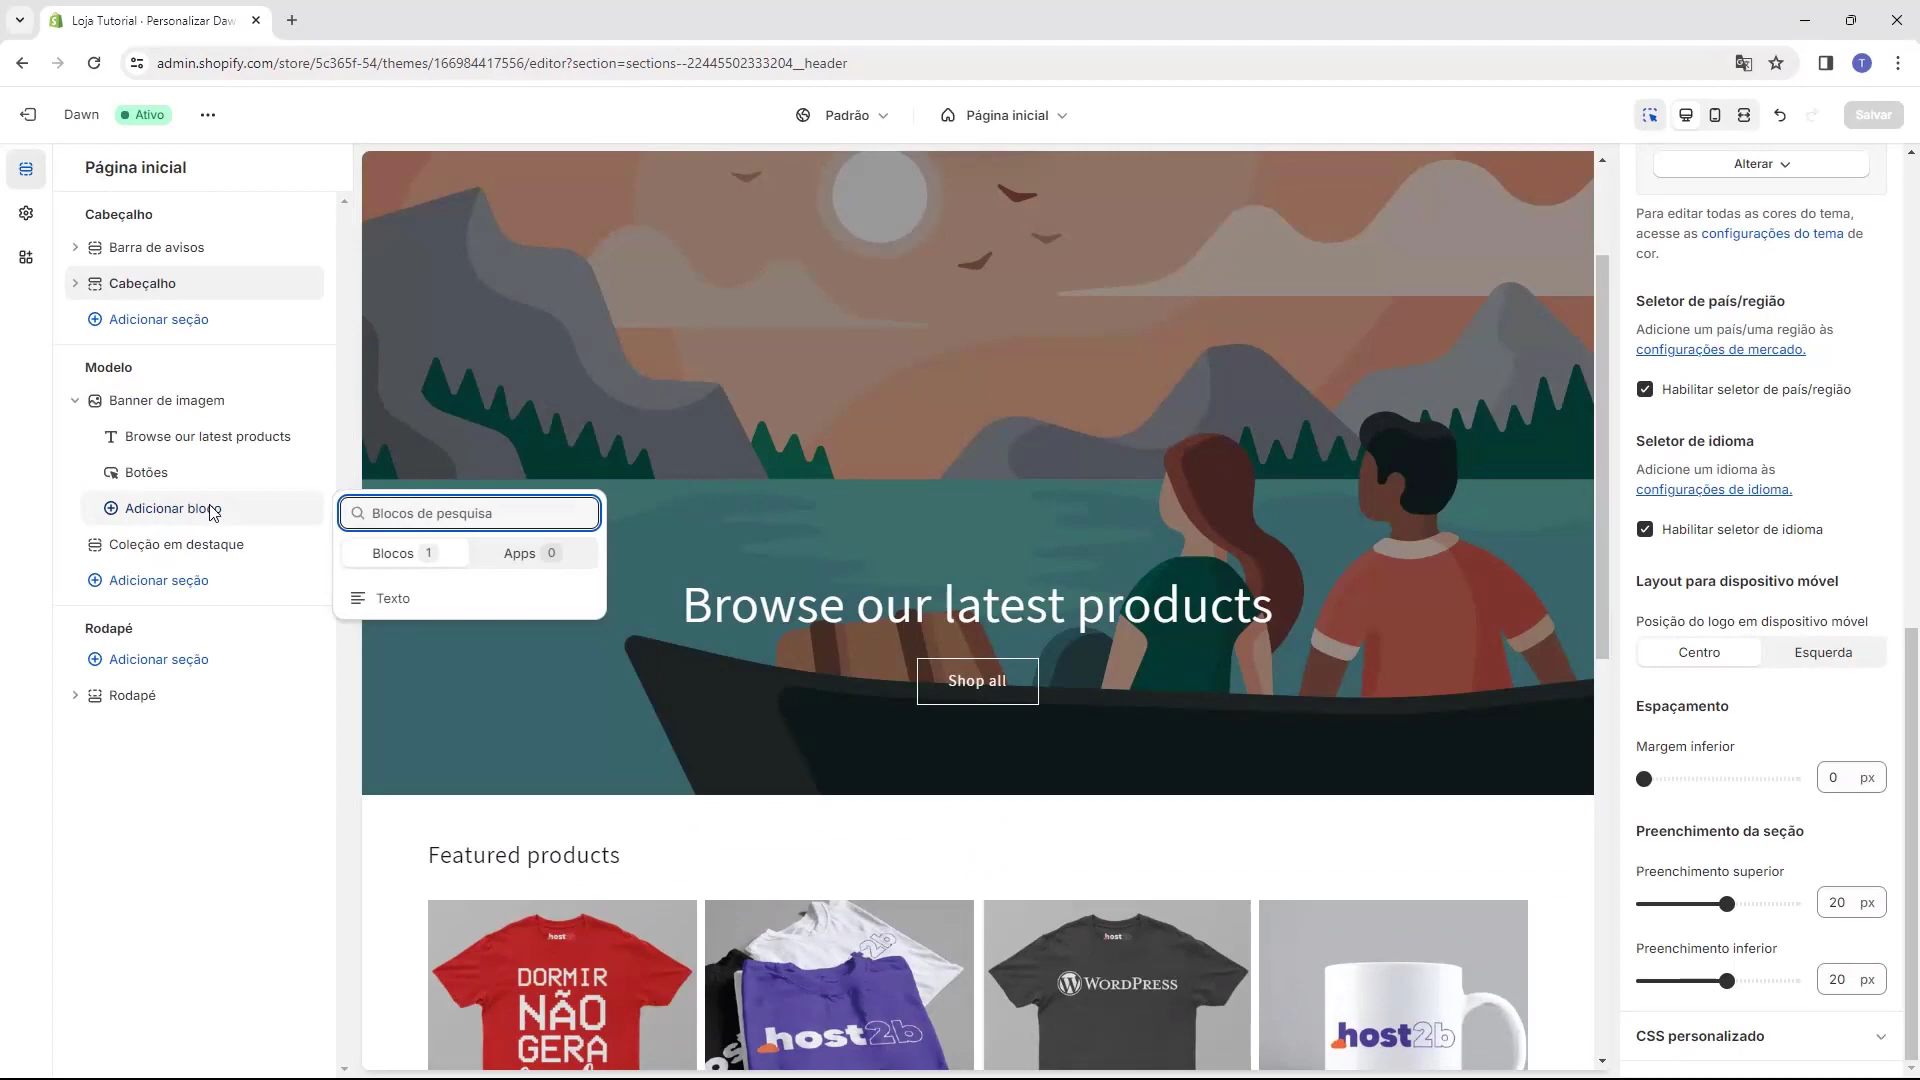 Loja Tutorial · Personalizar Daw
admin.shopify.com/store/5c365f-54/themes/166984417556/editor?section=sections--22445502333204__header
T
Dawn
Ativo
Padrão
Página inicial
Salvar
Página inicial
Cabeçalho
Barra de avisos
Cabeçalho
Adicionar seção
Modelo
Banner de imagem
Browse our latest products
Botões
Adicionar bloco
Coleção em destaque
Adicionar seção
Rodapé
Adicionar seção
Rodapé
Blocos de pesquisa
Blocos 1
Apps 0
Texto
Browse our latest products
Shop all
Featured products
host
DORMIR
NÃO
GERA
2b
host2b
host
WORDPRESS
host2b
Alterar
Para editar todas as cores do tema,
acesse as configurações do tema de
cor.
Seletor de país/região
Adicione um país/uma região às
configurações de mercado.
Habilitar seletor de país/região
Seletor de idioma
Adicione um idioma às
configurações de idioma.
Habilitar seletor de idioma
Layout para dispositivo móvel
Posição do logo em dispositivo móvel
Centro
Esquerda
Espaçamento
Margem inferior
0 px
Preenchimento da seção
Preenchimento superior
20 px
Preenchimento inferior
20 px
CSS personalizado